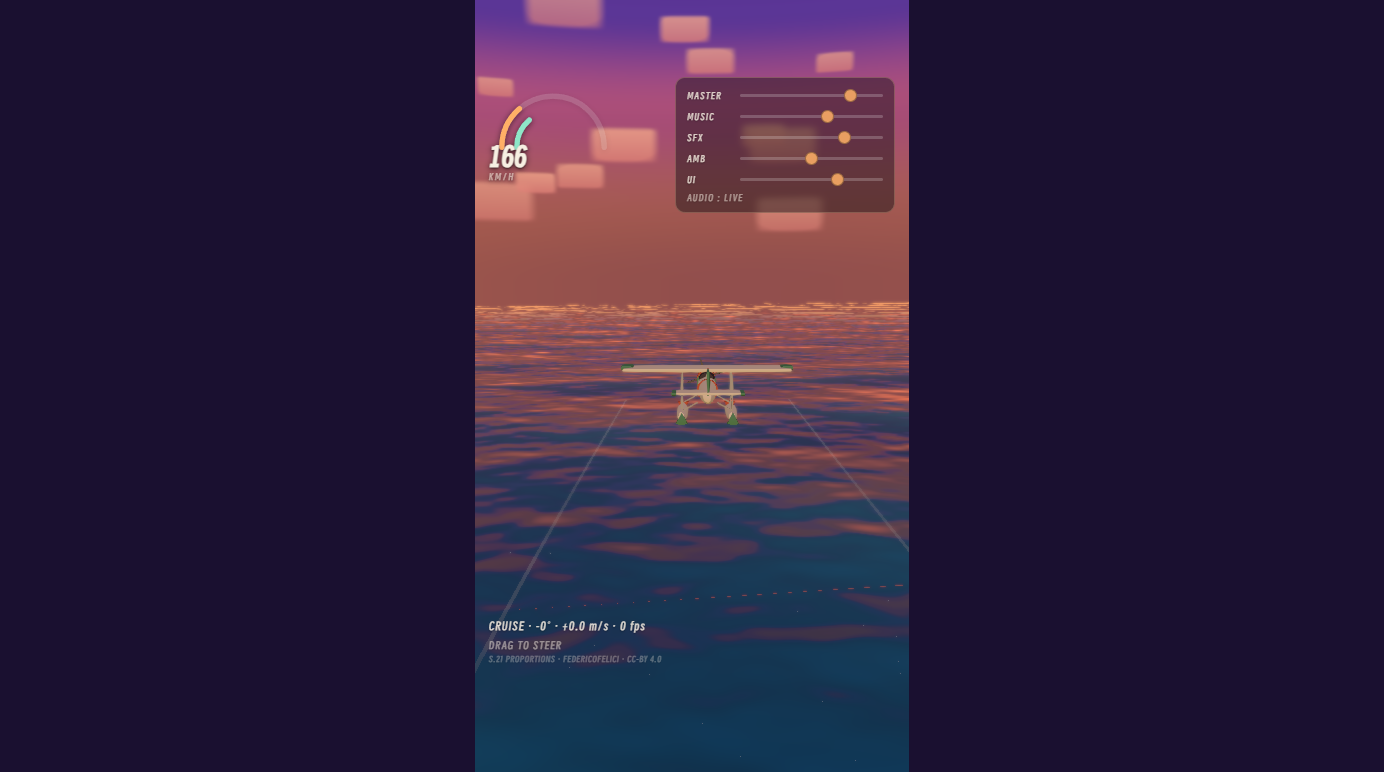 MASTER
MUSIC
SFX
AMB
UI
AUDIO : LIVE
166
KM/H
CRUISE · -0° · +0.0 m/s · 0 fps
DRAG TO STEER
S.21 PROPORTIONS · FEDERICOFELICI · CC-BY 4.0